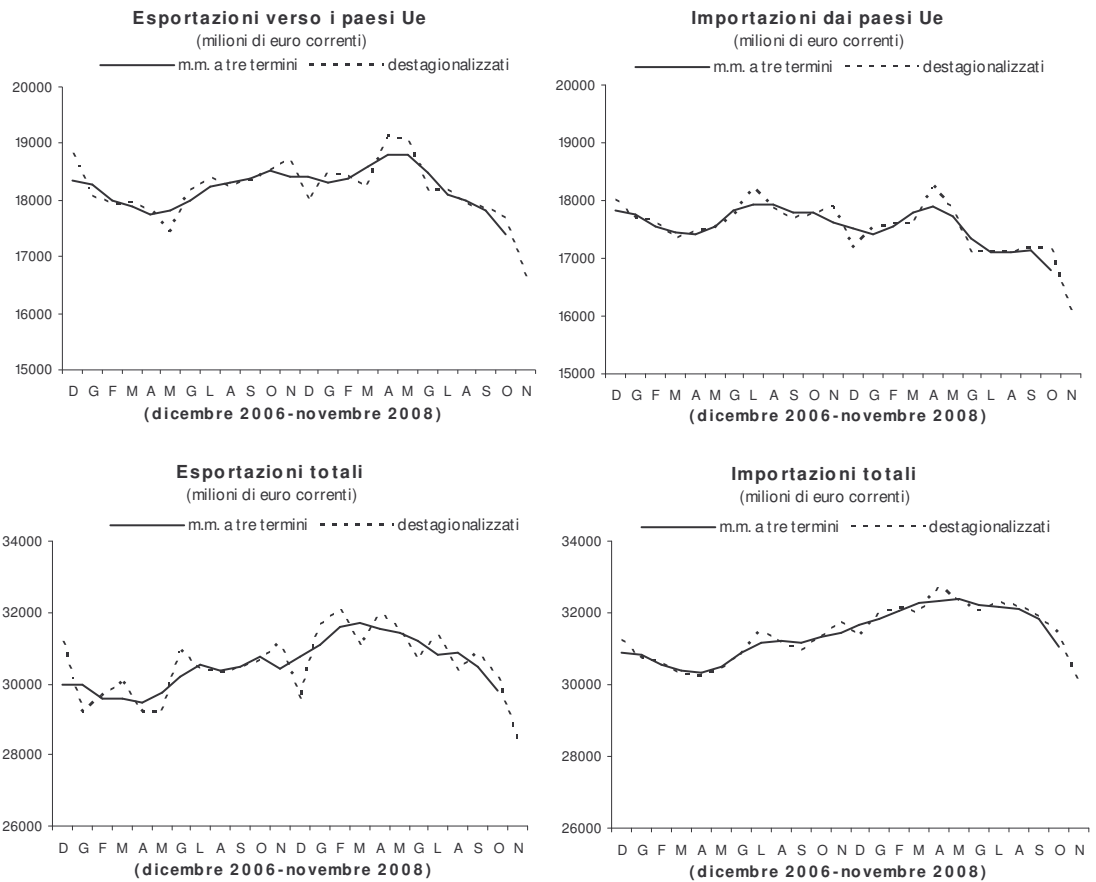 Esportazioni verso i paesi Ue
(milioni di euro correnti)
m.m. a tre termini destagionalizzati
20000
19000
18000
17000
16000
15000
D G F M A M G L A S O N D G F M A M G L A S O N
(dicembre 2006-novembre 2008)
Importazioni dai paesi Ue
(milioni di euro correnti)
m.m. a tre termini destagionalizzati
20000
19000
18000
17000
16000
15000
D G F M A M G L A S O N D G F M A M G L A S O N
(dicembre 2006-novembre 2008)
Esportazioni totali
(milioni di euro correnti)
m.m. a tre termini destagionalizzati
34000
32000
30000
28000
26000
D G F M A M G L A S O N D G F M A M G L A S O N
(dicembre 2006-novembre 2008)
Importazioni totali
(milioni di euro correnti)
m.m. a tre termini destagionalizzati
34000
32000
30000
28000
26000
D G F M A M G L A S O N D G F M A M G L A S O N
(dicembre 2006-novembre 2008)